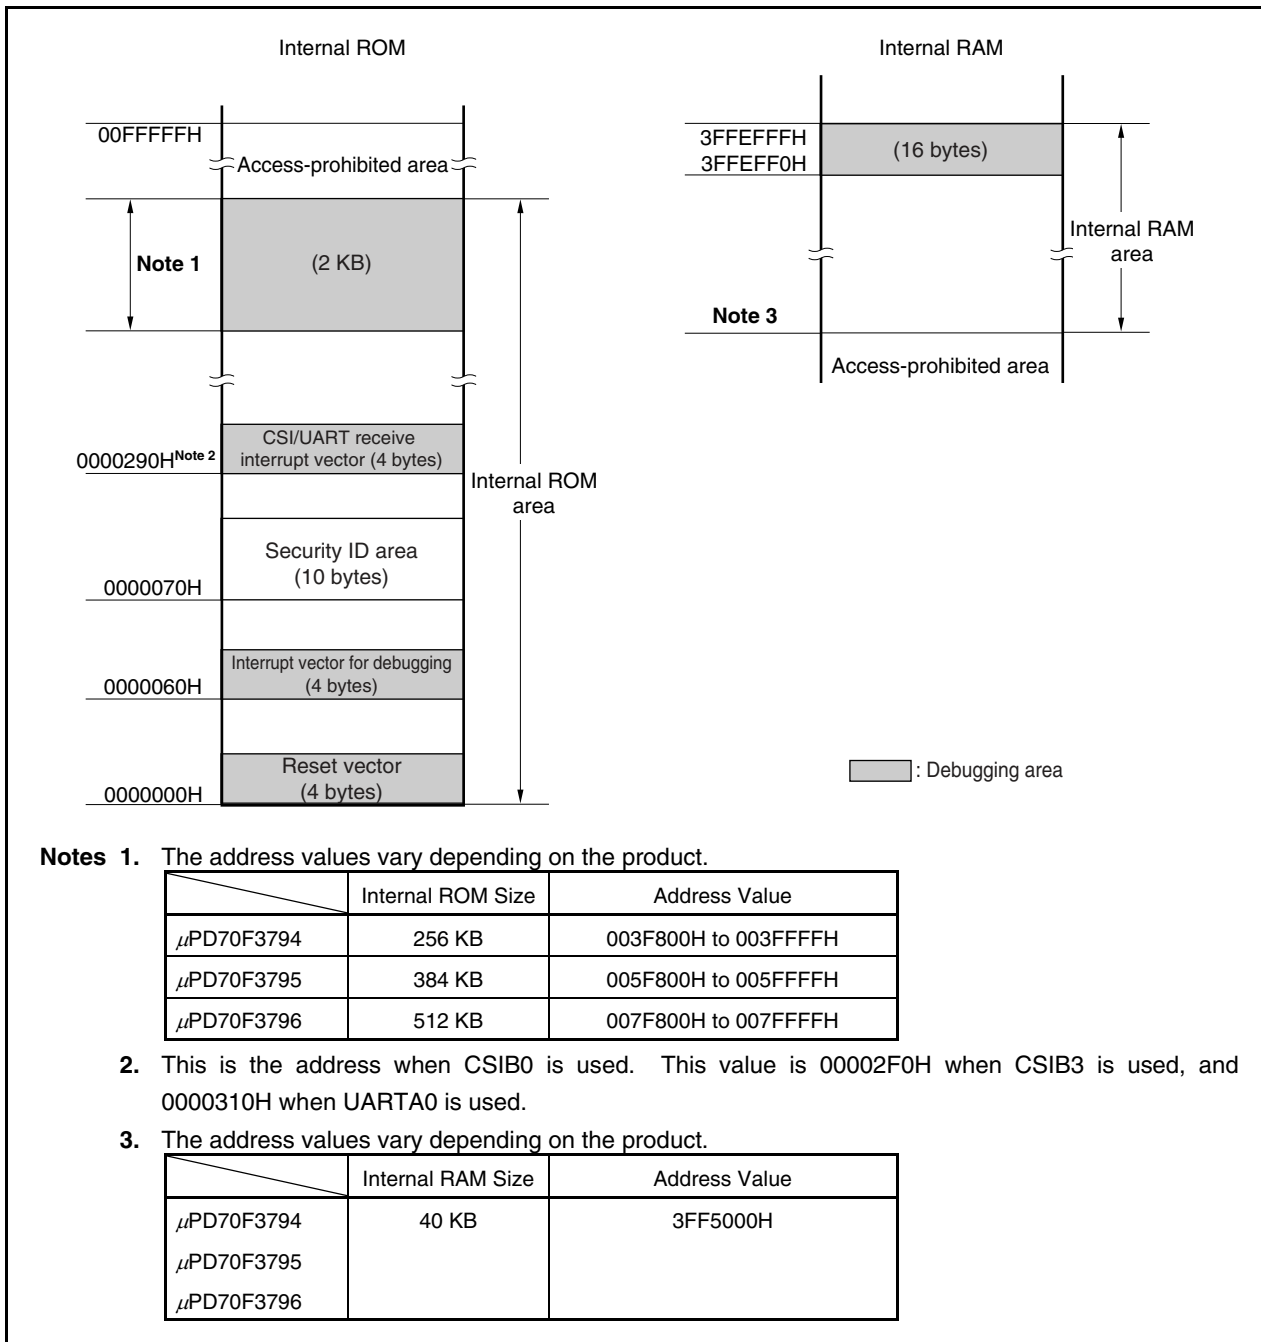 Internal ROM
00FFFFFH
Access-prohibited area
Note 1
(2 KB)
CSI/UART receive
interrupt vector (4 bytes)
0000290H Note 2
Internal ROM
area
Security ID area
(10 bytes)
0000070H
Interrupt vector for debugging
(4 bytes)
0000060H
Reset vector
(4 bytes)
0000000H
Internal RAM
3FFEFFFH
3FFEFF0H
(16 bytes)
Internal RAM
area
Note 3
Access-prohibited area
: Debugging area
Notes 1. The address values vary depending on the product.
Internal ROM Size Address Value
μPD70F3794 256 KB 003F800H to 003FFFFH
μPD70F3795 384 KB 005F800H to 005FFFFH
μPD70F3796 512 KB 007F800H to 007FFFFH
2. This is the address when CSIB0 is used. This value is 00002F0H when CSIB3 is used, and
0000310H when UARTA0 is used.
3. The address values vary depending on the product.
Internal RAM Size Address Value
μPD70F3794 40 KB 3FF5000H
μPD70F3795
μPD70F3796